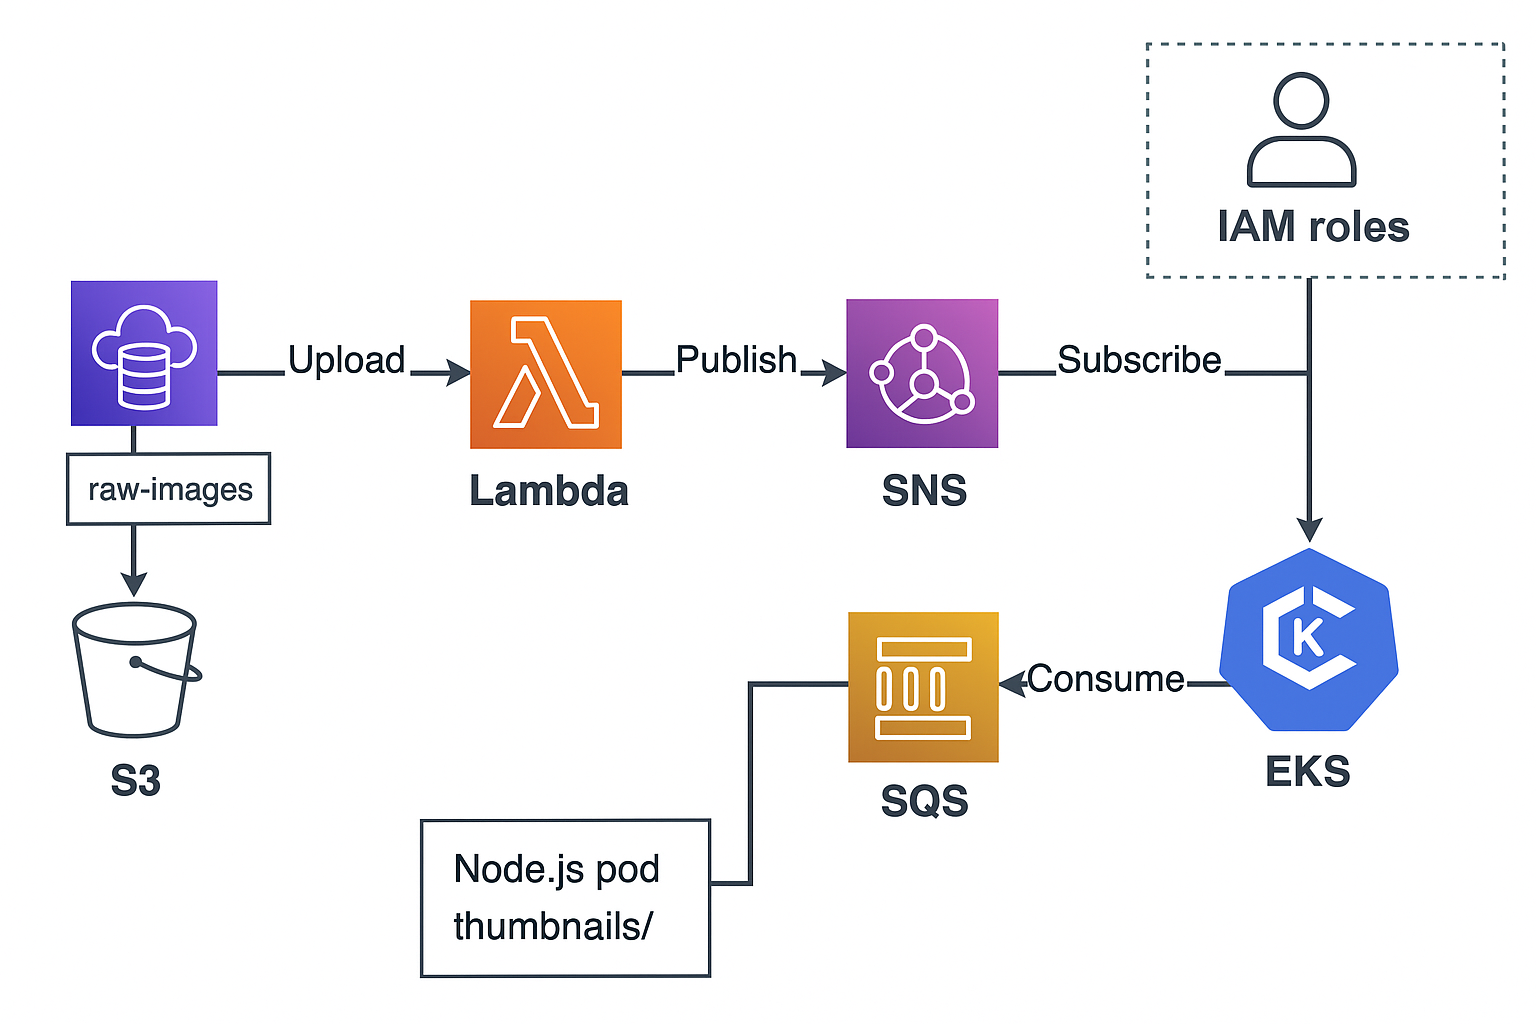 IAM roles
Upload
Publish
Subscribe
Lambda
SNS
raw-images
S3
K
Consume
EKS
SQS
Node.js pod
thumbnails/